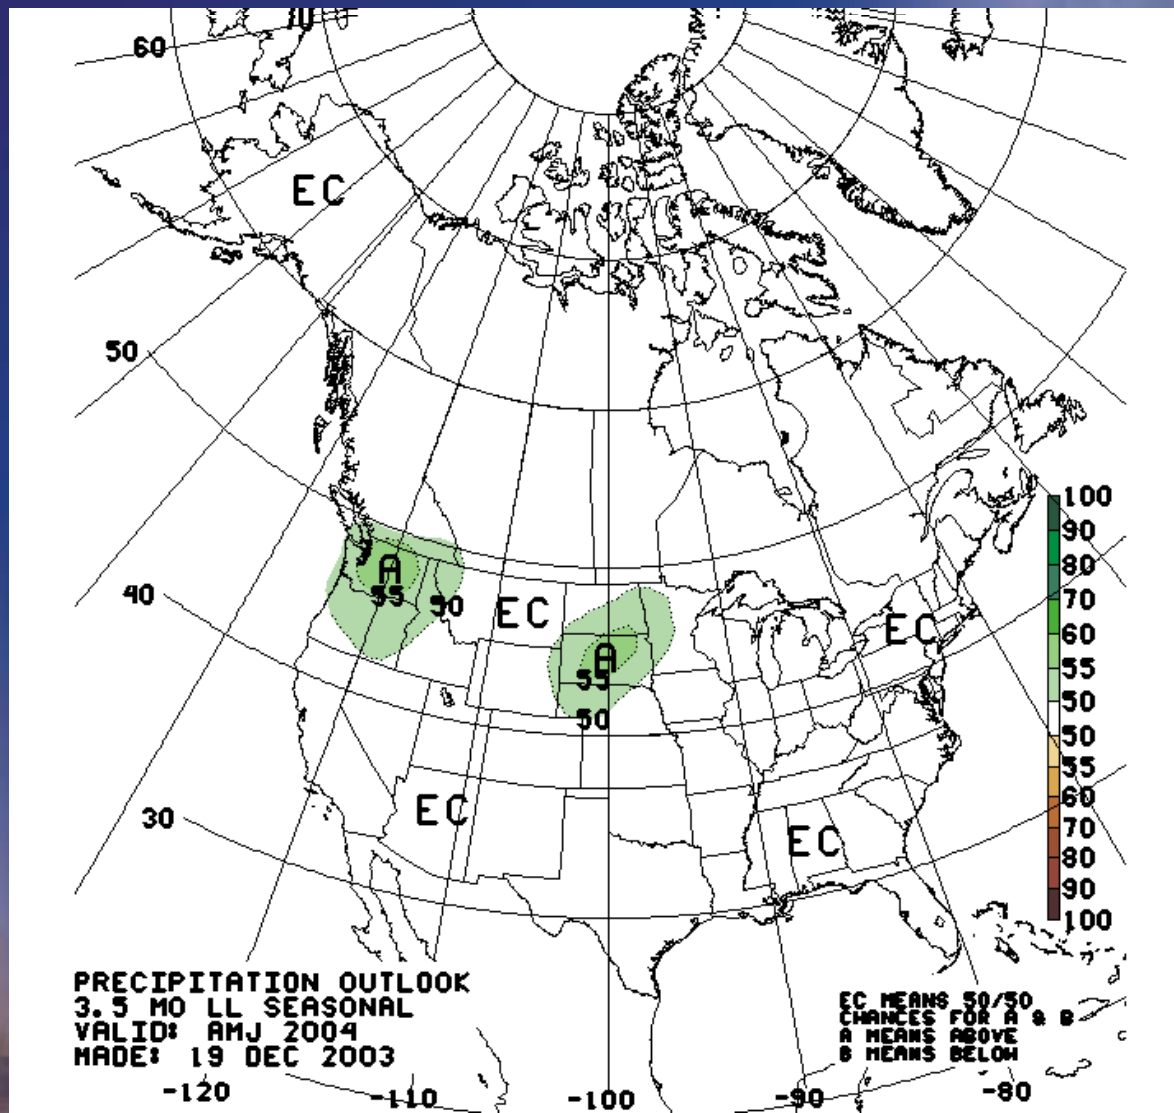 70
60
EC
50
100
90
80
70
60
55
50
50
55
60
70
80
90
100
A
55
50
EC
EC
40
A
55
50
EC
EC
30
PRECIPITATION OUTLOOK
3.5 MO LL SEASONAL
VALID: AMJ 2004
MADE: 19 DEC 2003
EC MEANS 50/50
CHANCES FOR A & B
A MEANS ABOVE
B MEANS BELOW
-120
-110
-100
-90
-80